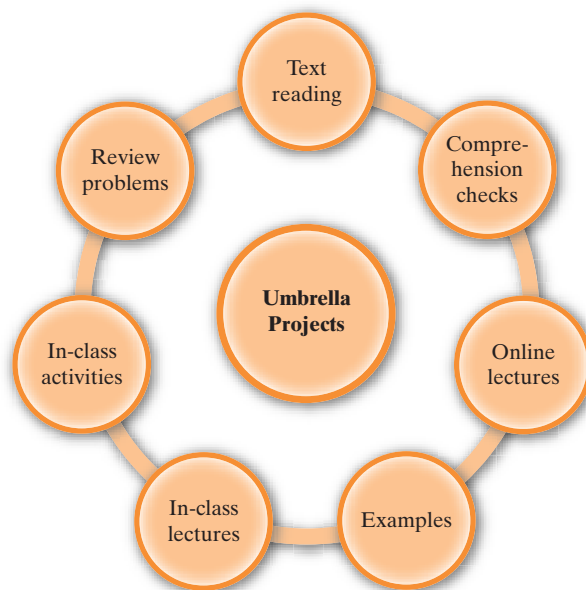 Text
reading
Compre-
hension
checks
Online
lectures
Examples
In-class
lectures
In-class
activities
Review
problems
Umbrella
Projects